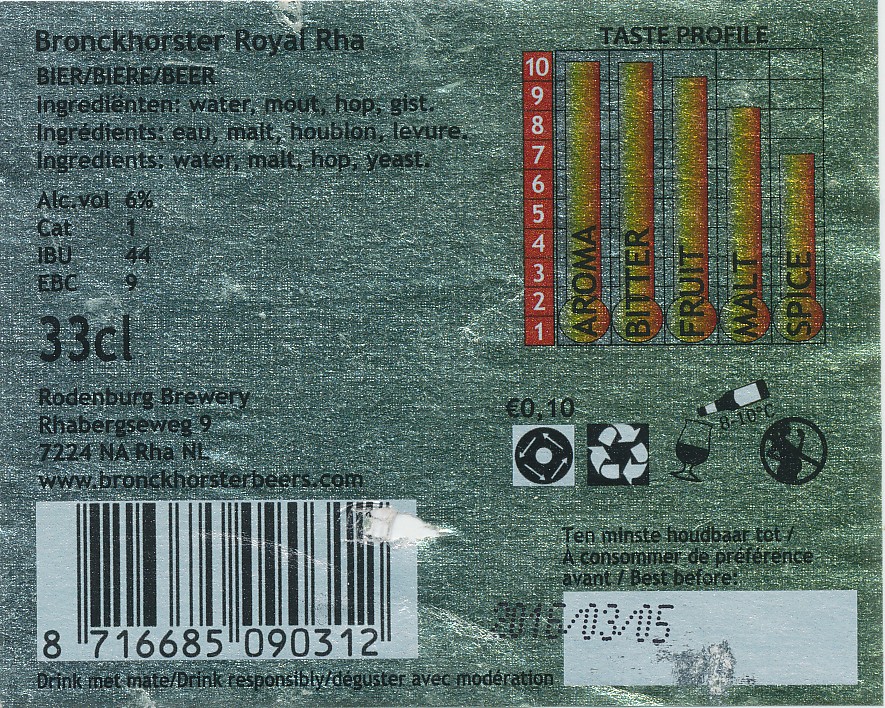 Bronckhorster Royal Rha
BIER/BIERE/BEER
Ingrediënten: water, mout, hop, gist.
Ingrédients: eau, malt, houblon, levure.
Ingredients: water, malt, hop, yeast.
Alc.vol 6%
Cat 1
IBU 44
EBC 9
33cl
Rodenburg Brewery
Rhabergseweg 9
7224 NA Rha NL
www.bronckhorsterbeers.com
8 716685 090312
Drink met mate/Drink responsibly/déguster avec modération
TASTE PROFILE
10
9
8
7
6
5
4
3
2
1
AROMA
BITTER
FRUIT
MALT
SPICE
€0,10
8-10°C
Ten minste houdbaar tot /
À consommer de préférence
avant / Best before:
2016/03/05